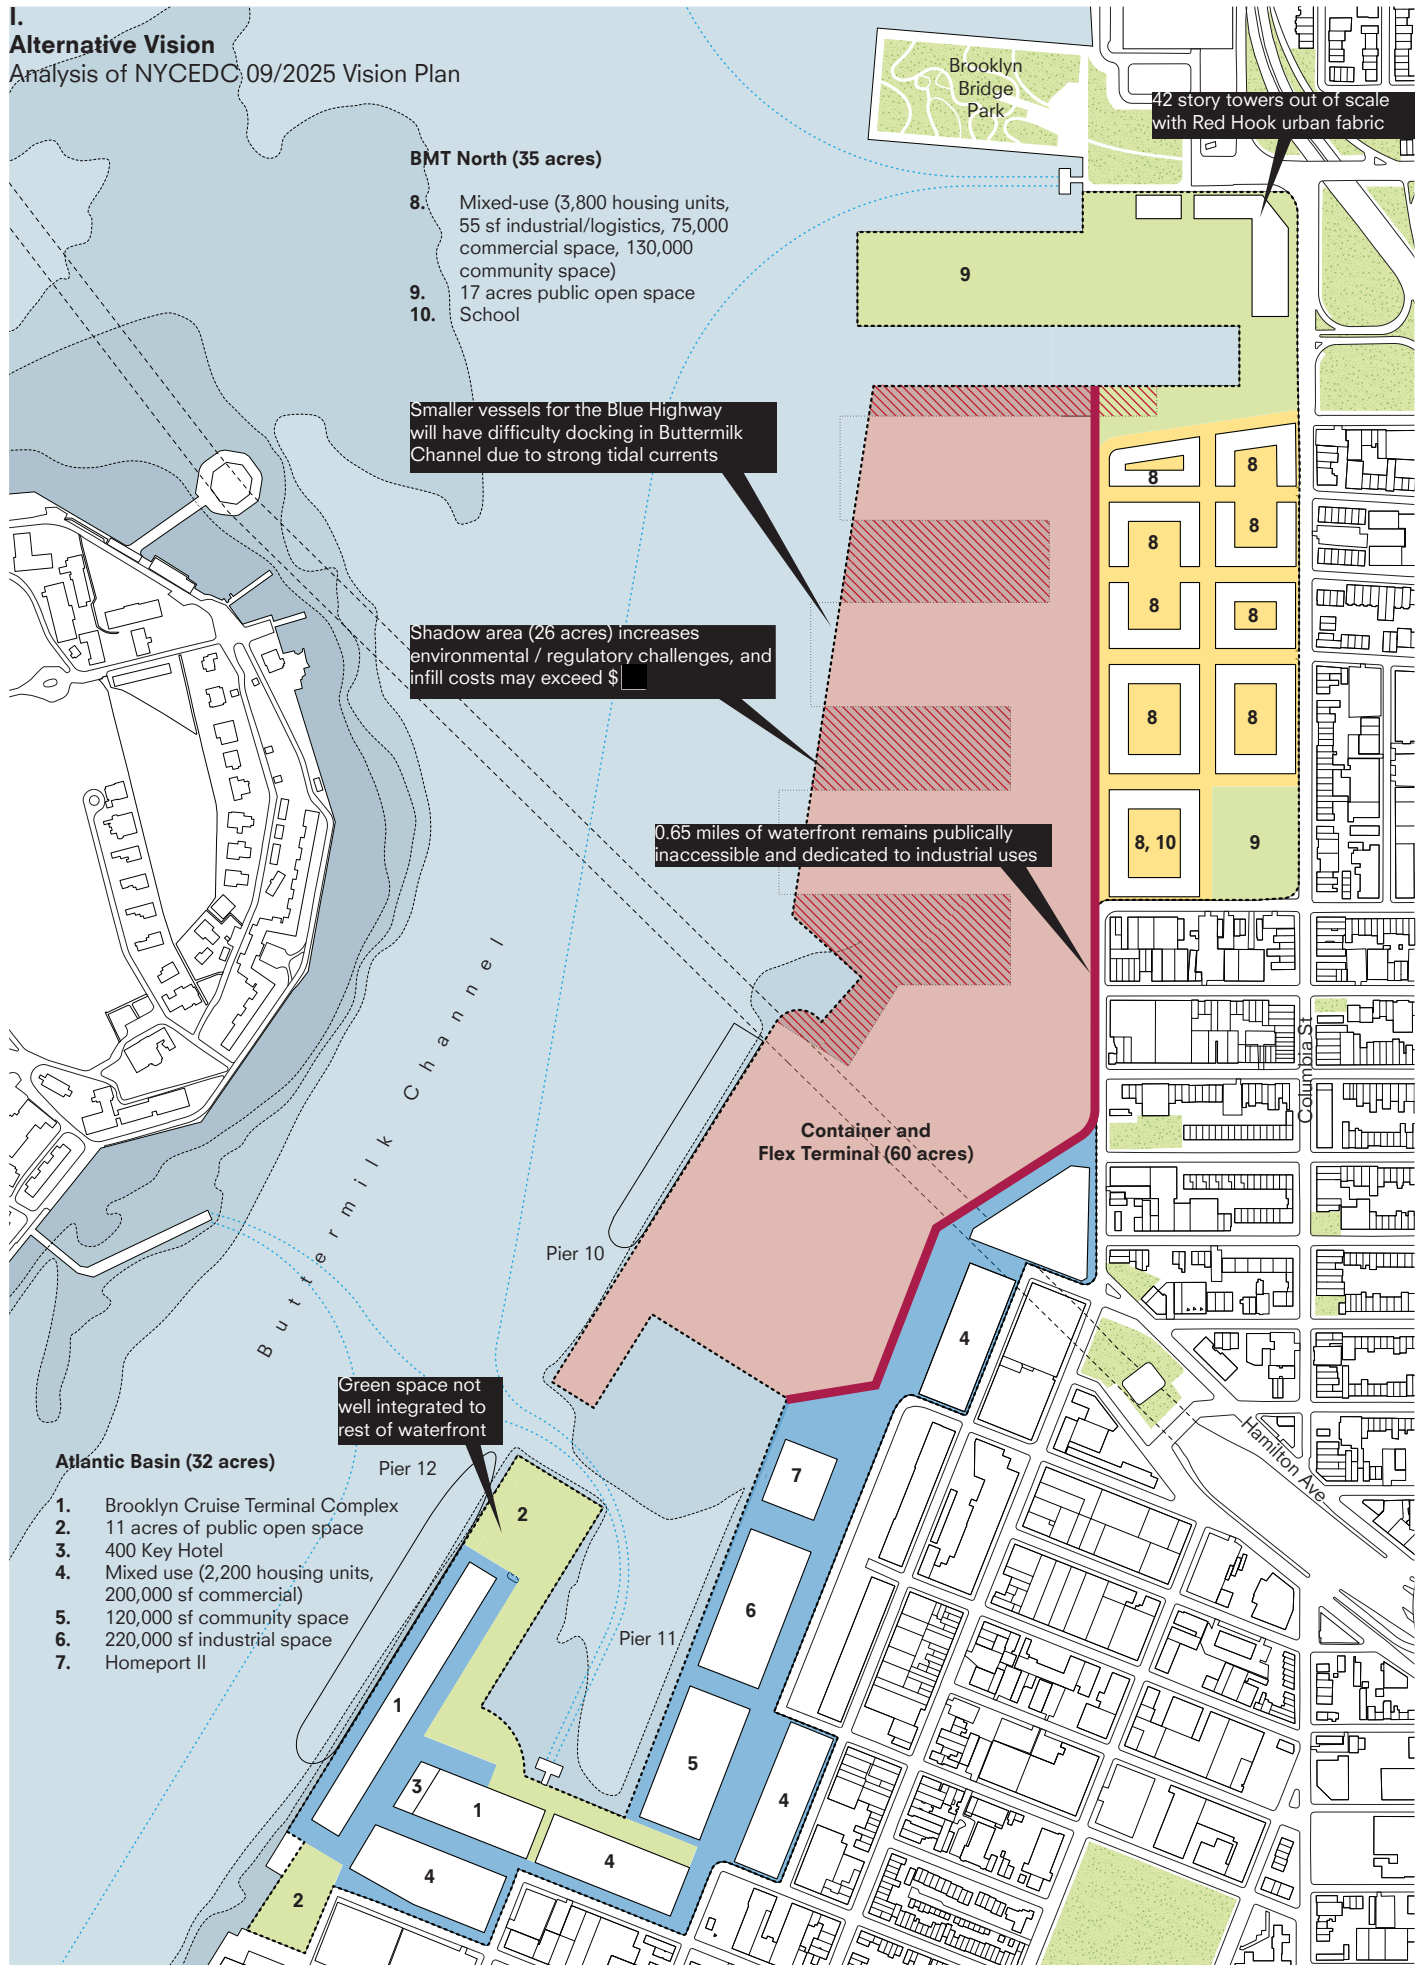 I.
Alternative Vision
Analysis of NYCEDC 09/2025 Vision Plan
Brooklyn
Bridge
Park
42 story towers out of scale
with Red Hook urban fabric
BMT North (35 acres)
8. Mixed-use (3,800 housing units,
55 sf industrial/logistics, 75,000
commercial space, 130,000
community space)
9. 17 acres public open space
10. School
9
Smaller vessels for the Blue Highway
will have difficulty docking in Buttermilk
Channel due to strong tidal currents
8
8
8
8
8
8
Shadow area (26 acres) increases
environmental / regulatory challenges, and
infill costs may exceed $
8
8
0.65 miles of waterfront remains publically
inaccessible and dedicated to industrial uses
8, 10
9
Buttermilk Channel
Columbia St
Container and
Flex Terminal (60 acres)
Pier 10
4
Green space not
well integrated to
rest of waterfront
Hamilton Ave
Atlantic Basin (32 acres)
1. Brooklyn Cruise Terminal Complex
2. 11 acres of public open space
3. 400 Key Hotel
4. Mixed use (2,200 housing units,
200,000 sf commercial)
5. 120,000 sf community space
6. 220,000 sf industrial space
7. Homeport II
Pier 12
7
2
6
Pier 11
1
5
3
1
4
4
4
2